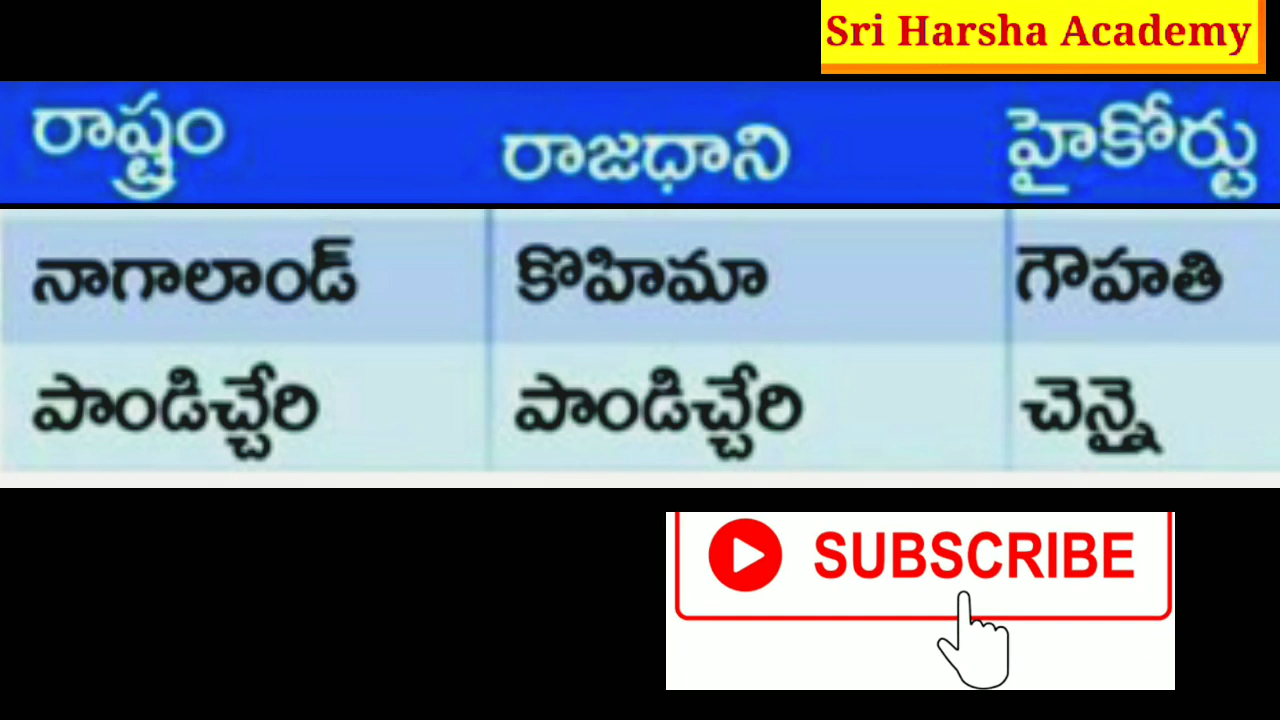 Sri Harsha Academy
రాష్ట్రం రాజధాని హైకోర్టు
నాగాలాండ్ కొహిమా గౌహతి
పాండిచ్చేరి పాండిచ్చేరి చెన్నై
SUBSCRIBE